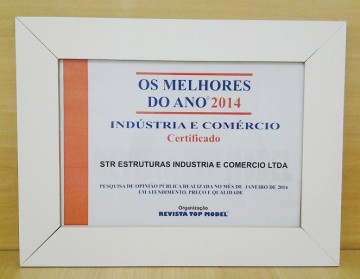 OS MELHORES
DO ANO® 2014
INDÚSTRIA E COMÉRCIO
Certificado
STR ESTRUTURAS INDUSTRIA E COMERCIO LTDA
PESQUISA DE OPINIÃO PÚBLICA REALIZADA NO MÊS DE JANEIRO DE 2014
EM ATENDIMENTO, PREÇO E QUALIDADE
Organização
REVISTA TOP MODEL®